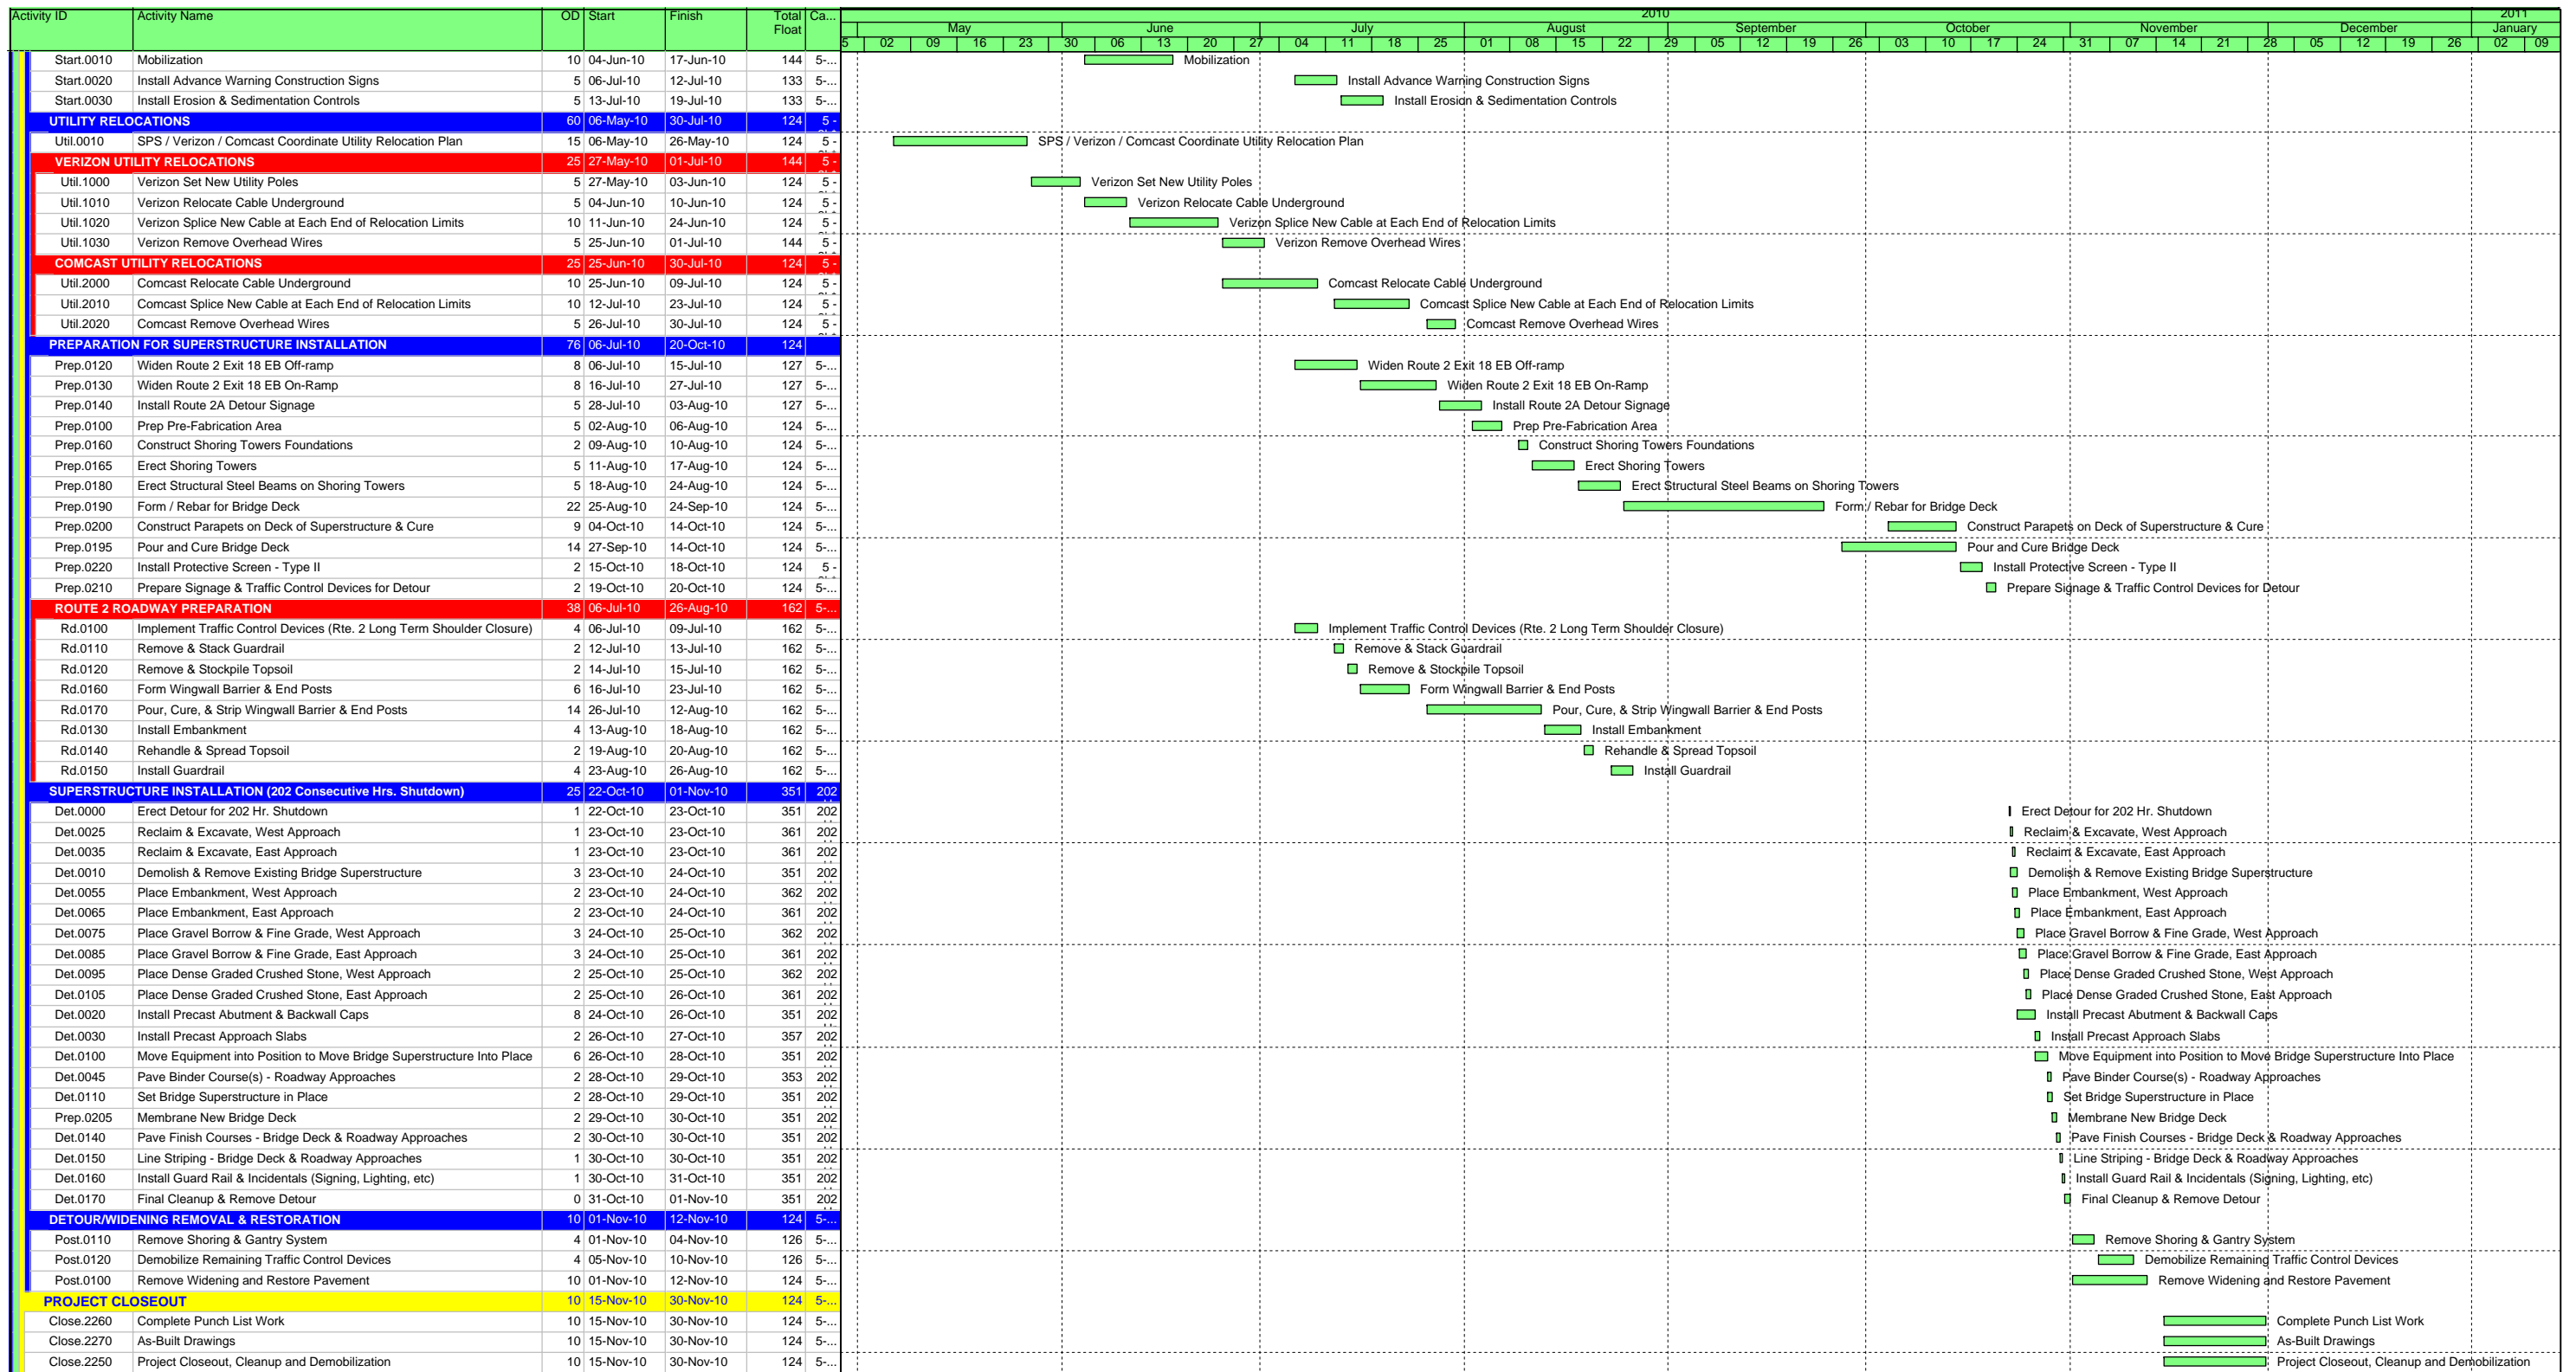 Activity ID Activity Name OD Start Finish Total Float Ca... 2010 2011
May June July August September October November December January
5 02 09 16 23 30 06 13 20 27 04 11 18 25 01 08 15 22 29 05 12 19 26 03 10 17 24 31 07 14 21 28 05 12 19 26 02 09
Start.0010 Mobilization 10 04-Jun-10 17-Jun-10 144 5-... Mobilization
Start.0020 Install Advance Warning Construction Signs 5 06-Jul-10 12-Jul-10 133 5-... Install Advance Warning Construction Signs
Start.0030 Install Erosion & Sedimentation Controls 5 13-Jul-10 19-Jul-10 133 5-... Install Erosion & Sedimentation Controls
UTILITY RELOCATIONS 60 06-May-10 30-Jul-10 124 5 -
Util.0010 SPS / Verizon / Comcast Coordinate Utility Relocation Plan 15 06-May-10 26-May-10 124 5 - SPS / Verizon / Comcast Coordinate Utility Relocation Plan
VERIZON UTILITY RELOCATIONS 25 27-May-10 01-Jul-10 144 5 -
Util.1000 Verizon Set New Utility Poles 5 27-May-10 03-Jun-10 124 5 - Verizon Set New Utility Poles
Util.1010 Verizon Relocate Cable Underground 5 04-Jun-10 10-Jun-10 124 5 - Verizon Relocate Cable Underground
Util.1020 Verizon Splice New Cable at Each End of Relocation Limits 10 11-Jun-10 24-Jun-10 124 5 - Verizon Splice New Cable at Each End of Relocation Limits
Util.1030 Verizon Remove Overhead Wires 5 25-Jun-10 01-Jul-10 144 5 - Verizon Remove Overhead Wires
COMCAST UTILITY RELOCATIONS 25 25-Jun-10 30-Jul-10 124 5 -
Util.2000 Comcast Relocate Cable Underground 10 25-Jun-10 09-Jul-10 124 5 - Comcast Relocate Cable Underground
Util.2010 Comcast Splice New Cable at Each End of Relocation Limits 10 12-Jul-10 23-Jul-10 124 5 - Comcast Splice New Cable at Each End of Relocation Limits
Util.2020 Comcast Remove Overhead Wires 5 26-Jul-10 30-Jul-10 124 5 - Comcast Remove Overhead Wires
PREPARATION FOR SUPERSTRUCTURE INSTALLATION 76 06-Jul-10 20-Oct-10 124
Prep.0120 Widen Route 2 Exit 18 EB Off-ramp 8 06-Jul-10 15-Jul-10 127 5-... Widen Route 2 Exit 18 EB Off-ramp
Prep.0130 Widen Route 2 Exit 18 EB On-Ramp 8 16-Jul-10 27-Jul-10 127 5-... Widen Route 2 Exit 18 EB On-Ramp
Prep.0140 Install Route 2A Detour Signage 5 28-Jul-10 03-Aug-10 127 5-... Install Route 2A Detour Signage
Prep.0100 Prep Pre-Fabrication Area 5 02-Aug-10 06-Aug-10 124 5-... Prep Pre-Fabrication Area
Prep.0160 Construct Shoring Towers Foundations 2 09-Aug-10 10-Aug-10 124 5-... Construct Shoring Towers Foundations
Prep.0165 Erect Shoring Towers 5 11-Aug-10 17-Aug-10 124 5-... Erect Shoring Towers
Prep.0180 Erect Structural Steel Beams on Shoring Towers 5 18-Aug-10 24-Aug-10 124 5-... Erect Structural Steel Beams on Shoring Towers
Prep.0190 Form / Rebar for Bridge Deck 22 25-Aug-10 24-Sep-10 124 5-... Form / Rebar for Bridge Deck
Prep.0200 Construct Parapets on Deck of Superstructure & Cure 9 04-Oct-10 14-Oct-10 124 5-... Construct Parapets on Deck of Superstructure & Cure
Prep.0195 Pour and Cure Bridge Deck 14 27-Sep-10 14-Oct-10 124 5-... Pour and Cure Bridge Deck
Prep.0220 Install Protective Screen - Type II 2 15-Oct-10 18-Oct-10 124 5 - Install Protective Screen - Type II
Prep.0210 Prepare Signage & Traffic Control Devices for Detour 2 19-Oct-10 20-Oct-10 124 5-... Prepare Signage & Traffic Control Devices for Detour
ROUTE 2 ROADWAY PREPARATION 38 06-Jul-10 26-Aug-10 162 5-...
Rd.0100 Implement Traffic Control Devices (Rte. 2 Long Term Shoulder Closure) 4 06-Jul-10 09-Jul-10 162 5-... Implement Traffic Control Devices (Rte. 2 Long Term Shoulder Closure)
Rd.0110 Remove & Stack Guardrail 2 12-Jul-10 13-Jul-10 162 5-... Remove & Stack Guardrail
Rd.0120 Remove & Stockpile Topsoil 2 14-Jul-10 15-Jul-10 162 5-... Remove & Stockpile Topsoil
Rd.0160 Form Wingwall Barrier & End Posts 6 16-Jul-10 23-Jul-10 162 5-... Form Wingwall Barrier & End Posts
Rd.0170 Pour, Cure, & Strip Wingwall Barrier & End Posts 14 26-Jul-10 12-Aug-10 162 5-... Pour, Cure, & Strip Wingwall Barrier & End Posts
Rd.0130 Install Embankment 4 13-Aug-10 18-Aug-10 162 5-... Install Embankment
Rd.0140 Rehandle & Spread Topsoil 2 19-Aug-10 20-Aug-10 162 5-... Rehandle & Spread Topsoil
Rd.0150 Install Guardrail 4 23-Aug-10 26-Aug-10 162 5-... Install Guardrail
SUPERSTRUCTURE INSTALLATION (202 Consecutive Hrs. Shutdown) 25 22-Oct-10 01-Nov-10 351 202
Det.0000 Erect Detour for 202 Hr. Shutdown 1 22-Oct-10 23-Oct-10 351 202 Erect Detour for 202 Hr. Shutdown
Det.0025 Reclaim & Excavate, West Approach 1 23-Oct-10 23-Oct-10 361 202 Reclaim & Excavate, West Approach
Det.0035 Reclaim & Excavate, East Approach 1 23-Oct-10 23-Oct-10 361 202 Reclaim & Excavate, East Approach
Det.0010 Demolish & Remove Existing Bridge Superstructure 3 23-Oct-10 24-Oct-10 351 202 Demolish & Remove Existing Bridge Superstructure
Det.0055 Place Embankment, West Approach 2 23-Oct-10 24-Oct-10 362 202 Place Embankment, West Approach
Det.0065 Place Embankment, East Approach 2 23-Oct-10 24-Oct-10 361 202 Place Embankment, East Approach
Det.0075 Place Gravel Borrow & Fine Grade, West Approach 3 24-Oct-10 25-Oct-10 362 202 Place Gravel Borrow & Fine Grade, West Approach
Det.0085 Place Gravel Borrow & Fine Grade, East Approach 3 24-Oct-10 25-Oct-10 361 202 Place Gravel Borrow & Fine Grade, East Approach
Det.0095 Place Dense Graded Crushed Stone, West Approach 2 25-Oct-10 25-Oct-10 362 202 Place Dense Graded Crushed Stone, West Approach
Det.0105 Place Dense Graded Crushed Stone, East Approach 2 25-Oct-10 26-Oct-10 361 202 Place Dense Graded Crushed Stone, East Approach
Det.0020 Install Precast Abutment & Backwall Caps 8 24-Oct-10 26-Oct-10 351 202 Install Precast Abutment & Backwall Caps
Det.0030 Install Precast Approach Slabs 2 26-Oct-10 27-Oct-10 357 202 Install Precast Approach Slabs
Det.0100 Move Equipment into Position to Move Bridge Superstructure Into Place 6 26-Oct-10 28-Oct-10 351 202 Move Equipment into Position to Move Bridge Superstructure Into Place
Det.0045 Pave Binder Course(s) - Roadway Approaches 2 28-Oct-10 29-Oct-10 353 202 Pave Binder Course(s) - Roadway Approaches
Det.0110 Set Bridge Superstructure in Place 2 28-Oct-10 29-Oct-10 351 202 Set Bridge Superstructure in Place
Prep.0205 Membrane New Bridge Deck 2 29-Oct-10 30-Oct-10 351 202 Membrane New Bridge Deck
Det.0140 Pave Finish Courses - Bridge Deck & Roadway Approaches 2 30-Oct-10 30-Oct-10 351 202 Pave Finish Courses - Bridge Deck & Roadway Approaches
Det.0150 Line Striping - Bridge Deck & Roadway Approaches 1 30-Oct-10 30-Oct-10 351 202 Line Striping - Bridge Deck & Roadway Approaches
Det.0160 Install Guard Rail & Incidentals (Signing, Lighting, etc) 1 30-Oct-10 31-Oct-10 351 202 Install Guard Rail & Incidentals (Signing, Lighting, etc)
Det.0170 Final Cleanup & Remove Detour 0 31-Oct-10 01-Nov-10 351 202 Final Cleanup & Remove Detour
DETOUR/WIDENING REMOVAL & RESTORATION 10 01-Nov-10 12-Nov-10 124 5-...
Post.0110 Remove Shoring & Gantry System 4 01-Nov-10 04-Nov-10 126 5-... Remove Shoring & Gantry System
Post.0120 Demobilize Remaining Traffic Control Devices 4 05-Nov-10 10-Nov-10 126 5-... Demobilize Remaining Traffic Control Devices
Post.0100 Remove Widening and Restore Pavement 10 01-Nov-10 12-Nov-10 124 5-... Remove Widening and Restore Pavement
PROJECT CLOSEOUT 10 15-Nov-10 30-Nov-10 124 5-...
Close.2260 Complete Punch List Work 10 15-Nov-10 30-Nov-10 124 5-... Complete Punch List Work
Close.2270 As-Built Drawings 10 15-Nov-10 30-Nov-10 124 5-... As-Built Drawings
Close.2250 Project Closeout, Cleanup and Demobilization 10 15-Nov-10 30-Nov-10 124 5-... Project Closeout, Cleanup and Demobilization